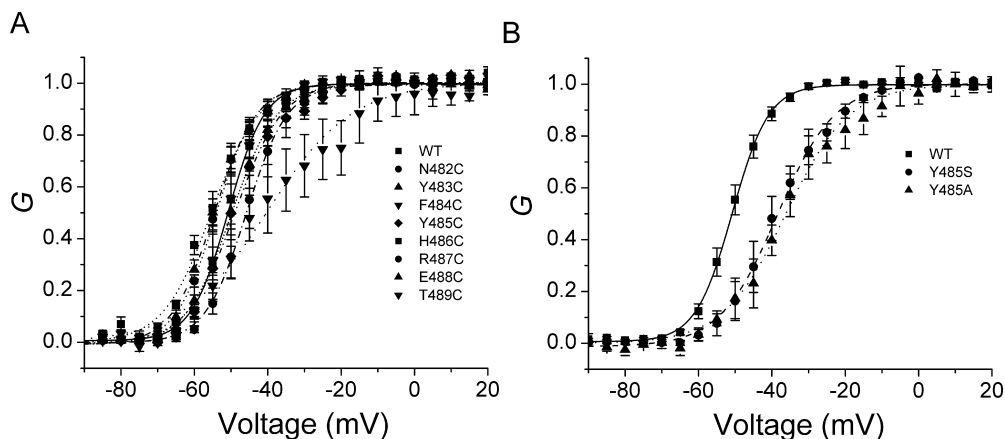 A
G
1.0
0.8
0.6
0.4
0.2
0.0
-80
-60
-40
-20
0
20
Voltage (mV)
WT
N482C
Y483C
F484C
Y485C
H486C
R487C
E488C
T489C
B
G
1.0
0.8
0.6
0.4
0.2
0.0
-80
-60
-40
-20
0
20
Voltage (mV)
WT
Y485S
Y485A